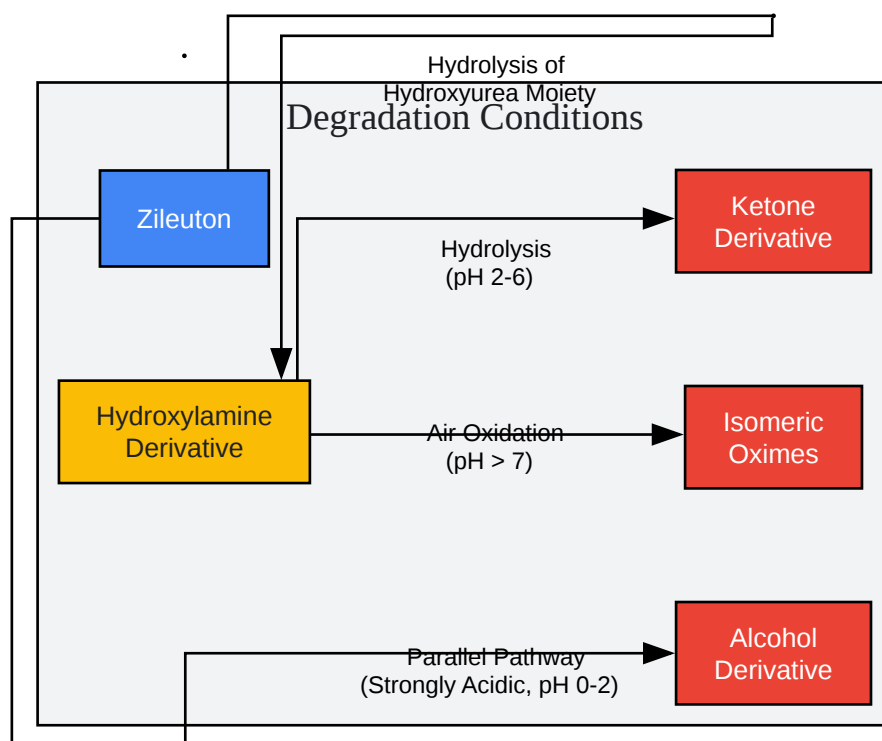 Hydrolysis of
Hydroxyurea Moiety
Degradation Conditions
Zileuton
Ketone
Derivative
Hydrolysis
(pH 2-6)
Hydroxylamine
Derivative
Air Oxidation
(pH > 7)
Isomeric
Oximes
Parallel Pathway
(Strongly Acidic, pH 0-2)
Alcohol
Derivative